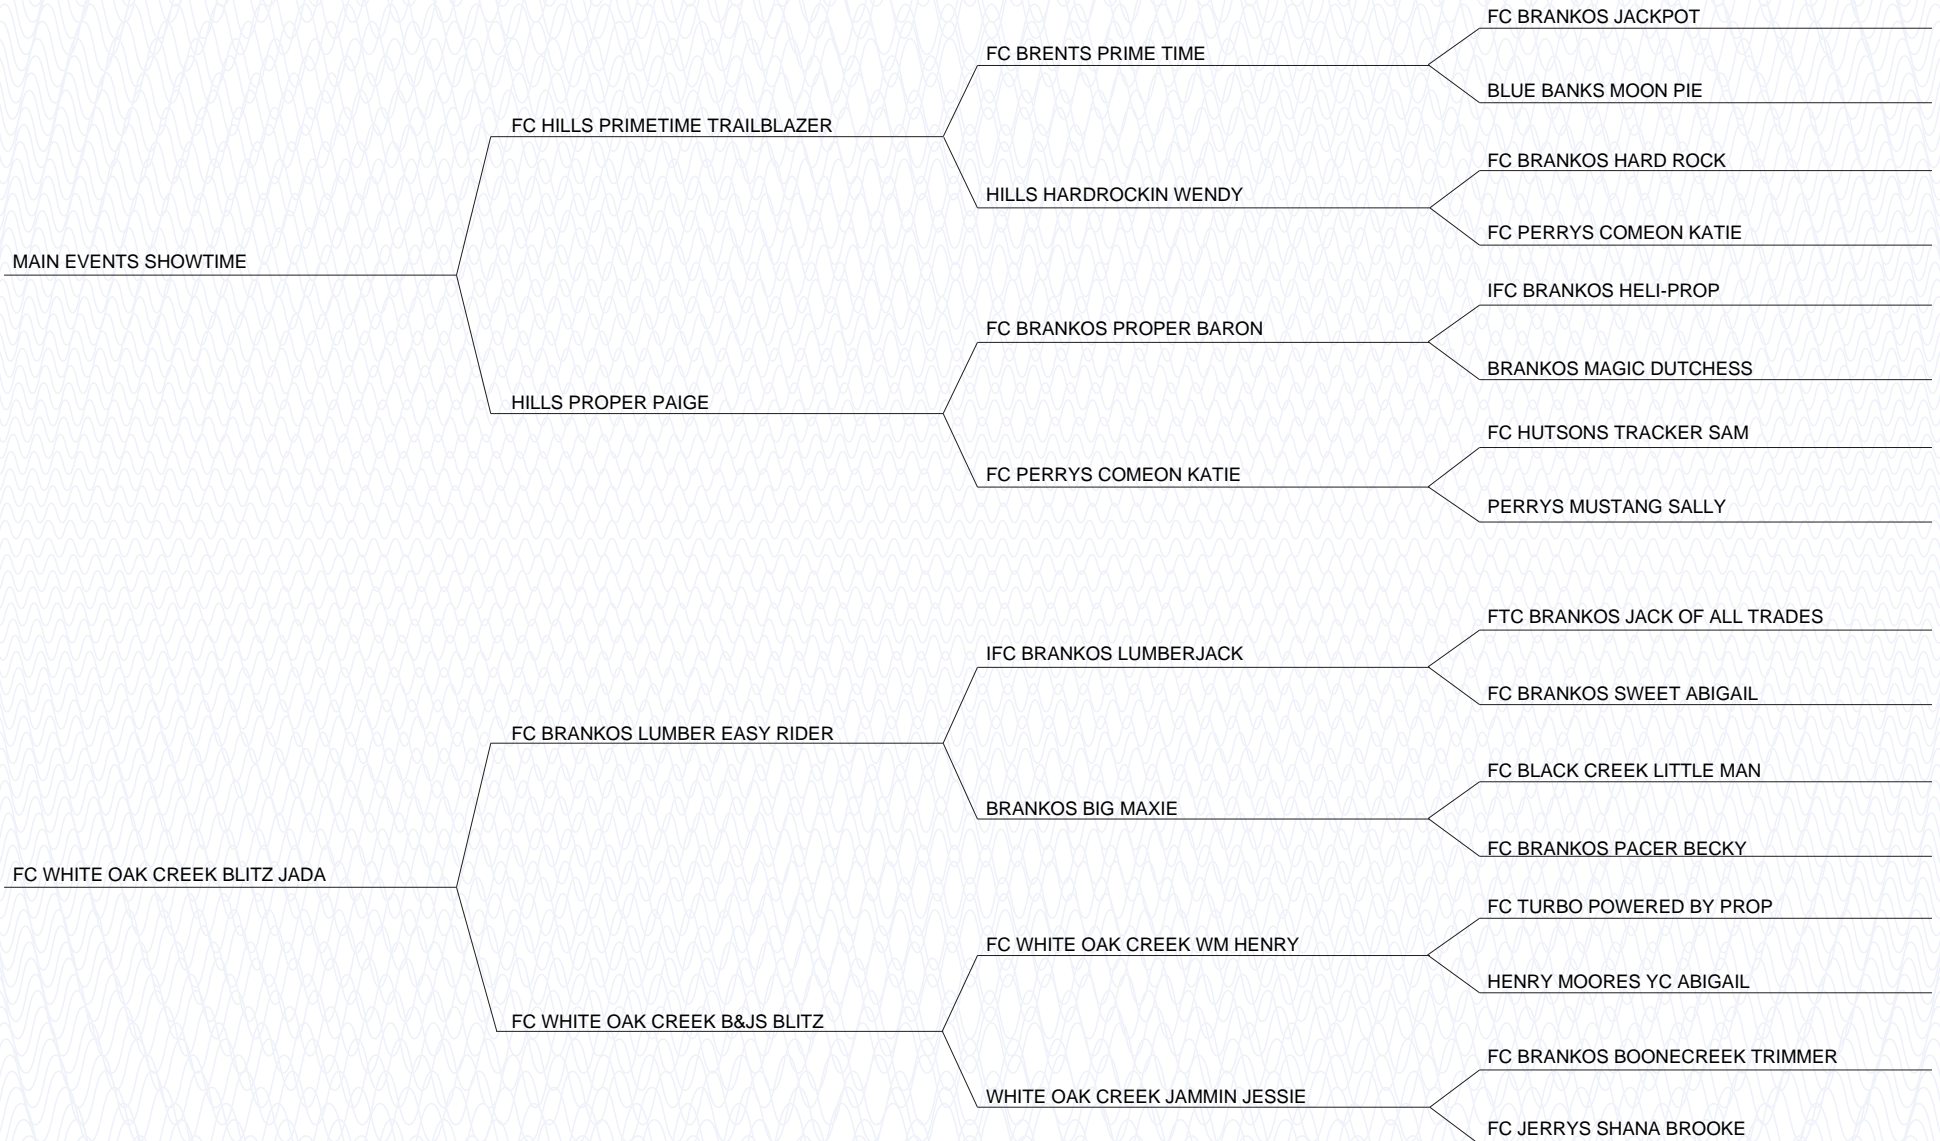 FC BRANKOS JACKPOT
FC BRENTS PRIME TIME
BLUE BANKS MOON PIE
FC HILLS PRIMETIME TRAILBLAZER
FC BRANKOS HARD ROCK
HILLS HARDROCKIN WENDY
FC PERRYS COMEON KATIE
MAIN EVENTS SHOWTIME
IFC BRANKOS HELI-PROP
FC BRANKOS PROPER BARON
BRANKOS MAGIC DUTCHESS
HILLS PROPER PAIGE
FC HUTSONS TRACKER SAM
FC PERRYS COMEON KATIE
PERRYS MUSTANG SALLY
FTC BRANKOS JACK OF ALL TRADES
IFC BRANKOS LUMBERJACK
FC BRANKOS SWEET ABIGAIL
FC BRANKOS LUMBER EASY RIDER
FC BLACK CREEK LITTLE MAN
BRANKOS BIG MAXIE
FC BRANKOS PACER BECKY
FC WHITE OAK CREEK BLITZ JADA
FC TURBO POWERED BY PROP
FC WHITE OAK CREEK WM HENRY
HENRY MOORES YC ABIGAIL
FC WHITE OAK CREEK B&JS BLITZ
FC BRANKOS BOONECREEK TRIMMER
WHITE OAK CREEK JAMMIN JESSIE
FC JERRYS SHANA BROOKE